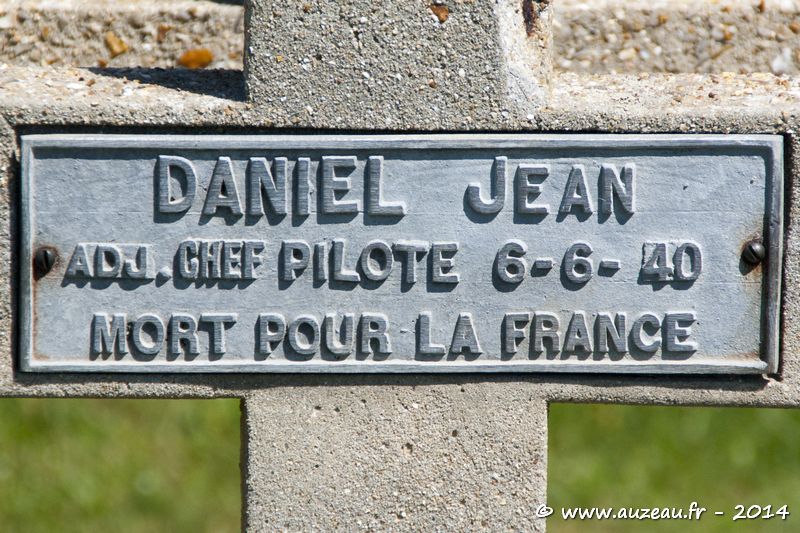 DANIEL JEAN
ADJ. CHEF PILOTE 6-6-40
MORT POUR LA FRANCE
© www.auzeau.fr - 2014